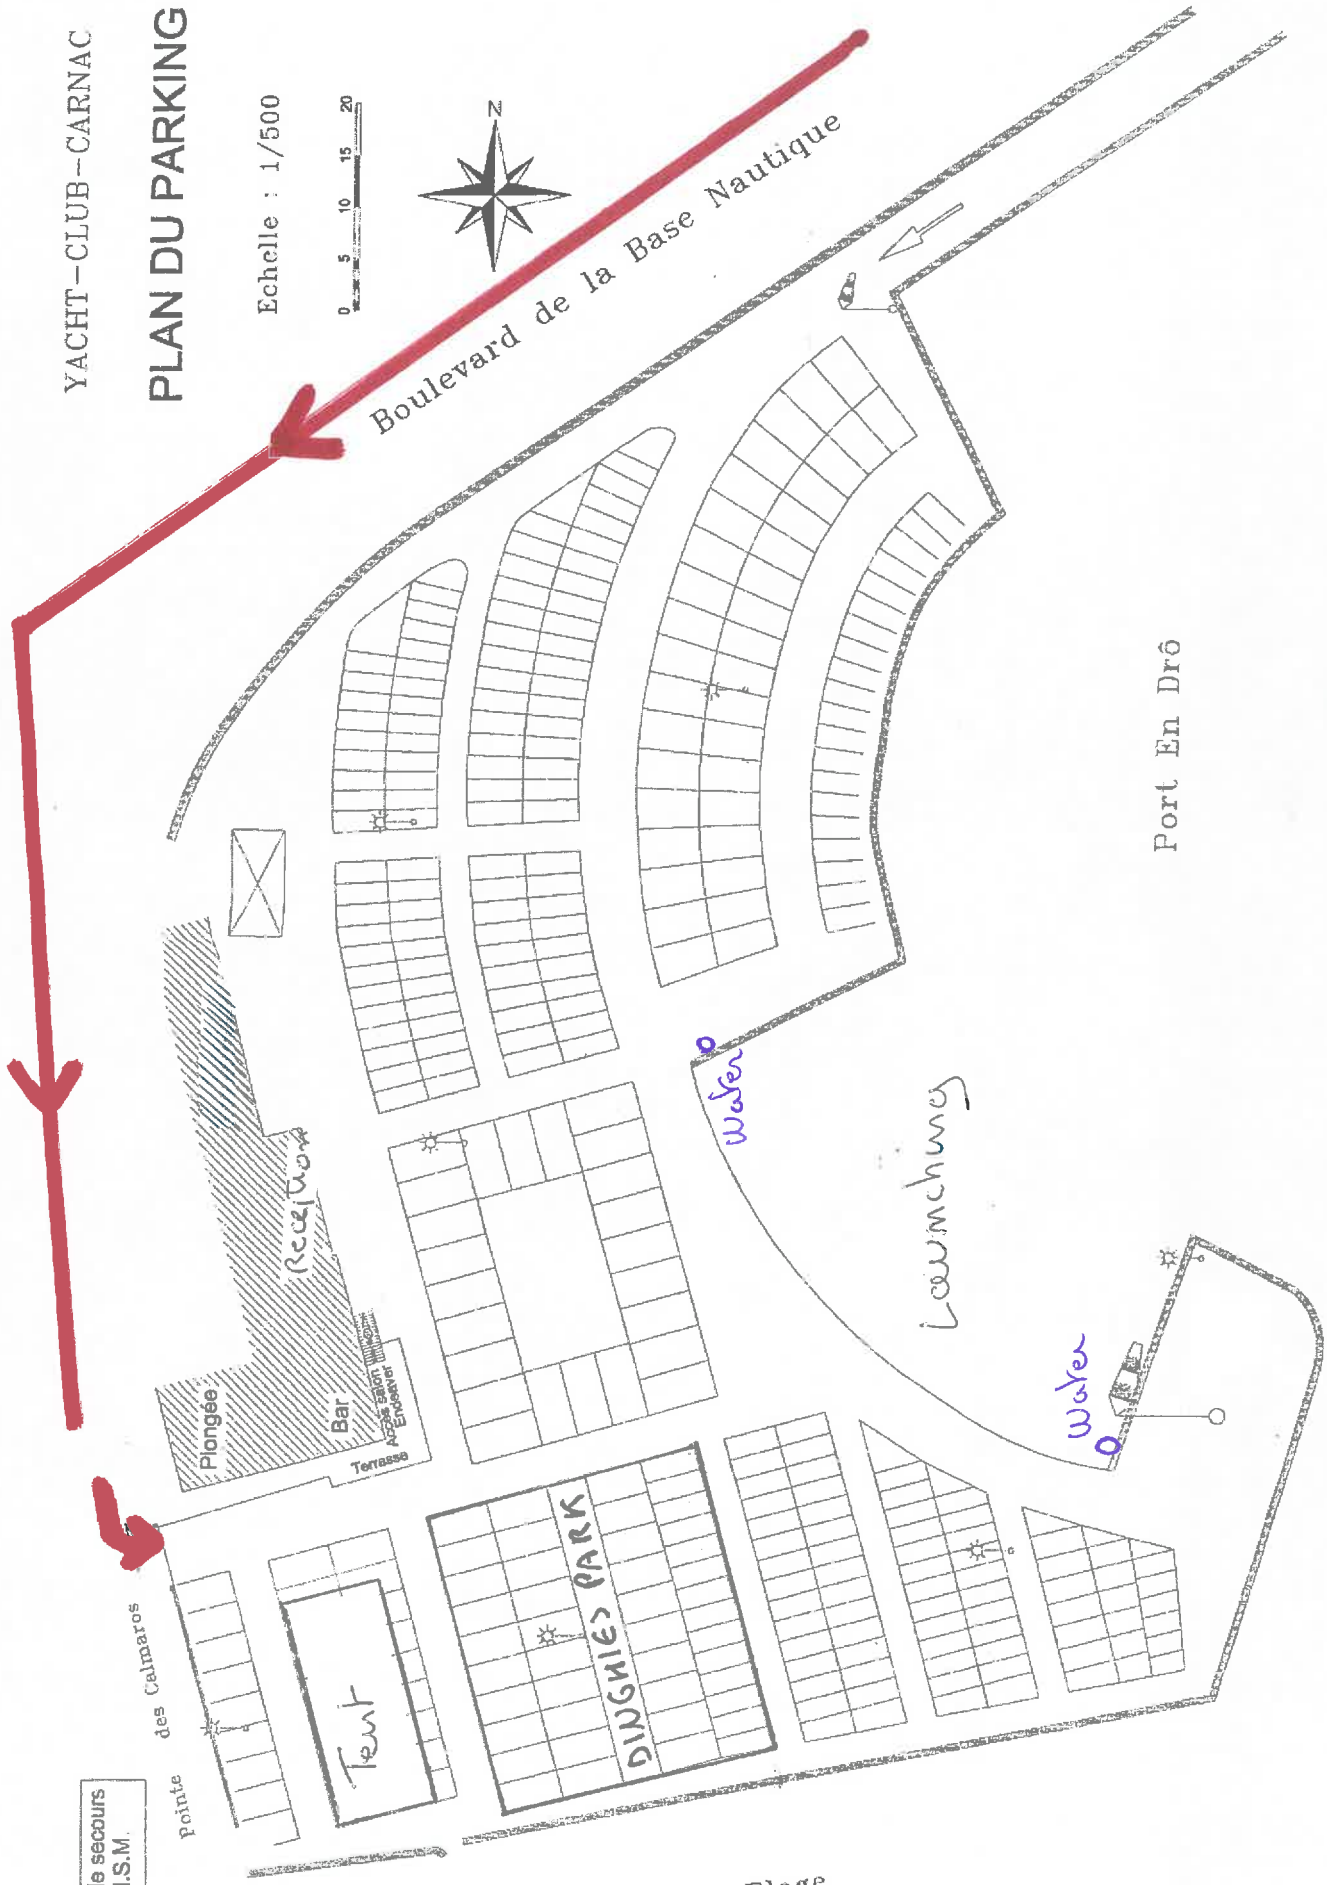 YACHT-CLUB-CARNAC
PLAN DU PARKING
Echelle : 1/500
0 5 10 15 20
N
Boulevard de la Base Nautique
Reception
Plongée
Bar
Accès salon
Endeaver
Terrasse
Pointe des Calmaros
le secours
Tent
DINGHIES PARK
Water
Launching
Water
Port En Drô